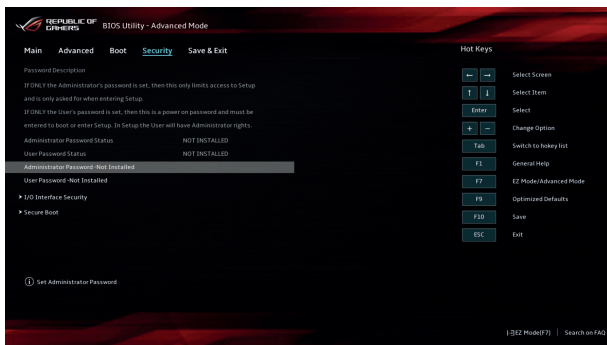 REPUBLIC OF GAMERS BIOS Utility - Advanced Mode
Main Advanced Boot Security Save & Exit
Hot Keys
Password Description
If ONLY the Administrator's password is set, then this only limits access to Setup
and is only asked for when entering Setup.
If ONLY the User's password is set, then this is a power on password and must be
entered to boot or enter Setup. In Setup the User will have Administrator rights.
Administrator Password Status NOT INSTALLED
User Password Status NOT INSTALLED
Administrator Password -Not Installed
User Password -Not Installed
I/O Interface Security
Secure Boot
← → Select Screen
↑ ↓ Select Item
Enter Select
+ − Change Option
Tab Switch to hokey list
F1 General Help
F7 EZ Mode/Advanced Mode
F9 Optimized Defaults
F10 Save
ESC Exit
Set Administrator Password
EZ Mode(F7) | Search on FAQ